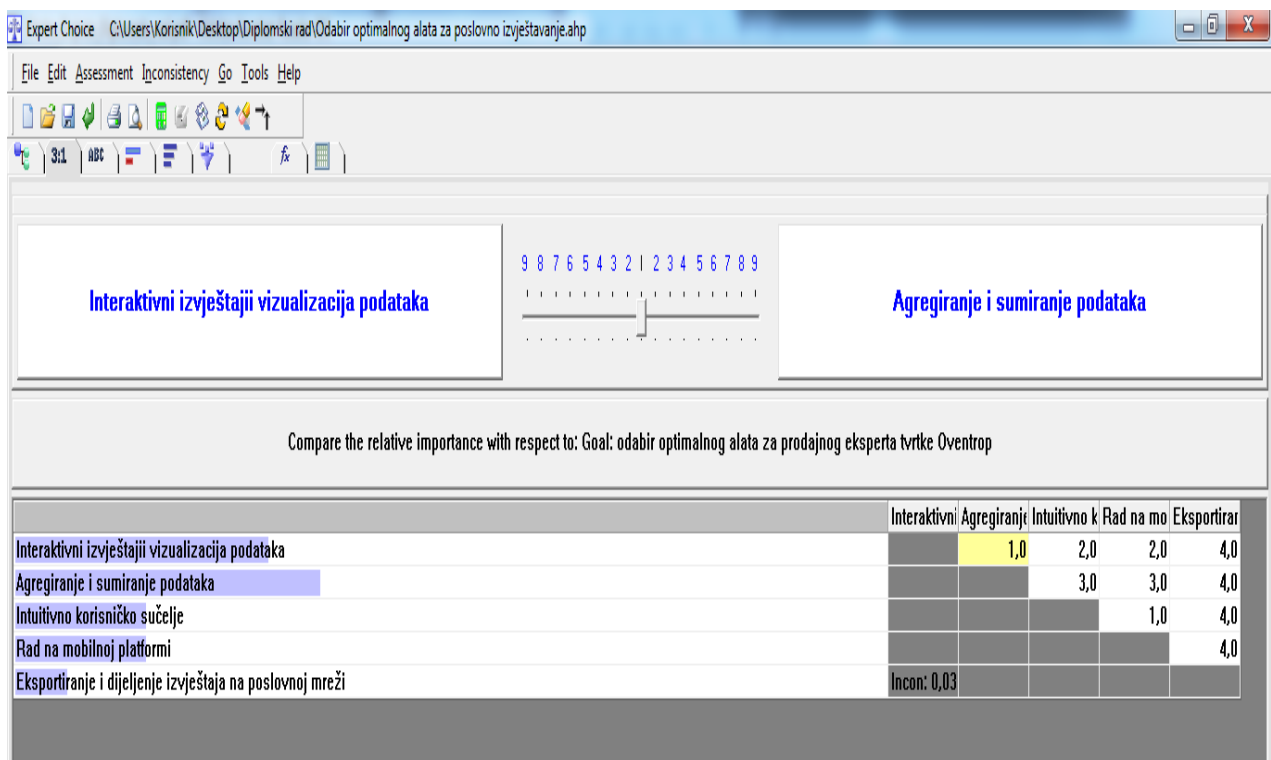 Expert Choice C:\Users\Korisnik\Desktop\Diplomski rad\Odabir optimalnog alata za poslovno izvještavanje.ahp
File Edit Assessment Inconsistency Go Tools Help
3:1 ABC fx
9 8 7 6 5 4 3 2 1 2 3 4 5 6 7 8 9
Interaktivni izvještajii vizualizacija podataka
Agregiranje i sumiranje podataka
Compare the relative importance with respect to: Goal: odabir optimalnog alata za prodajnog eksperta tvrtke Oventrop
Interaktivni Agregiranje Intuitivno k Rad na mo Eksportirar
Interaktivni izvještajii vizualizacija podataka 1,0 2,0 2,0 4,0
Agregiranje i sumiranje podataka 3,0 3,0 4,0
Intuitivno korisničko sučelje 1,0 4,0
Rad na mobilnoj platformi 4,0
Eksportiranje i dijeljenje izvještaja na poslovnoj mreži Incon: 0,03